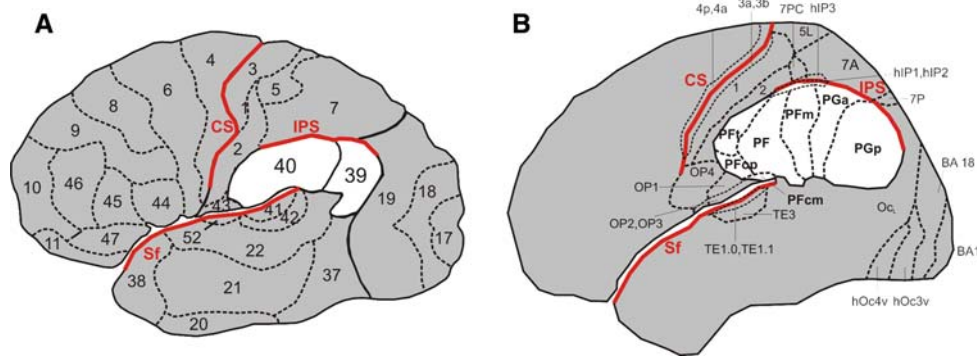 A
4
3
6
5
8
1
7
9
CS
IPS
2
40
39
10
46
45
44
43
41
42
19
18
17
11
47
52
Sf
22
37
38
21
20
B
4p,4a
3a,3b
7PC
hIP3
5L
7A
hIP1,hIP2
CS
1
2
IPS
7P
PGa
PFm
PFt
PF
PGp
PFop
OP4
OP1
BA 18
PFcm
OP2,OP3
TE3
Oc
TE1.0,TE1.1
Sf
BA1
hOc4v
hOc3v